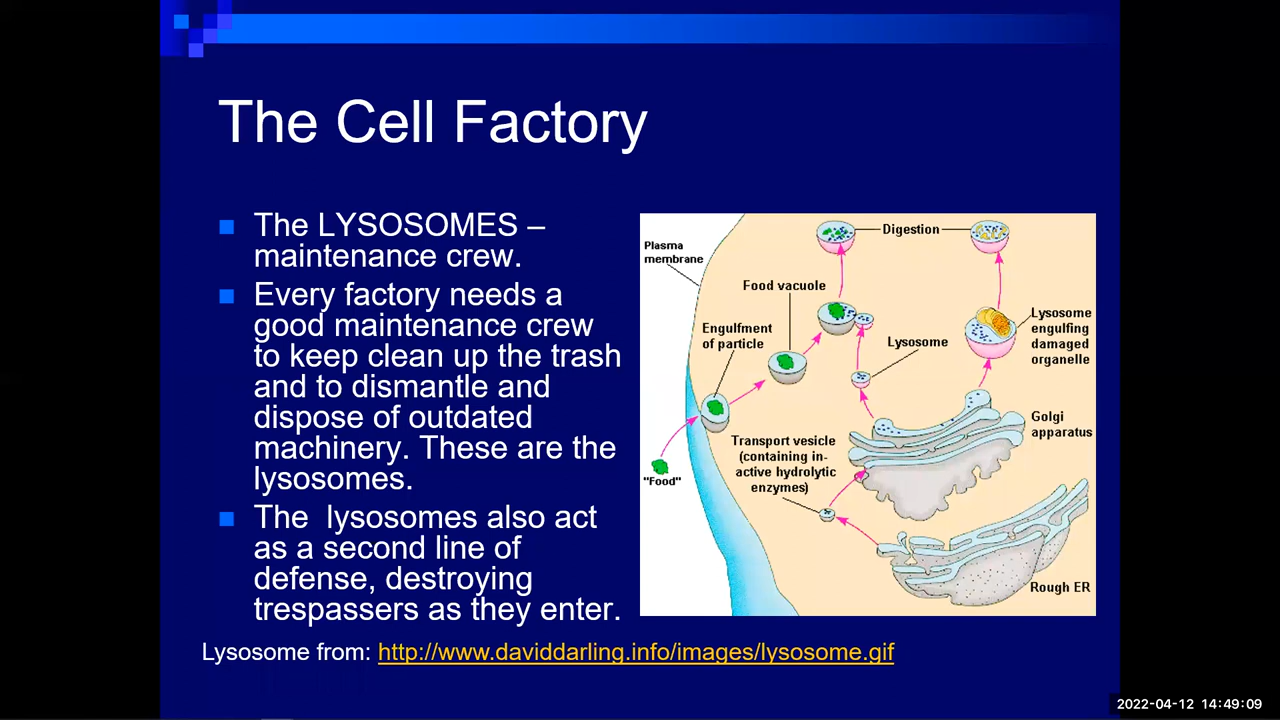 The Cell Factory
The LYSOSOMES –
maintenance crew.
Every factory needs a
good maintenance crew
to keep clean up the trash
and to dismantle and
dispose of outdated
machinery. These are the
lysosomes.
The  lysosomes also act
as a second line of
defense, destroying
trespassers as they enter.
Plasma
membrane
Digestion
Food vacuole
Engulfment
of particle
Lysosome
Lysosome
engulfing
damaged
organelle
Golgi
apparatus
Transport vesicle
(containing in-
active hydrolytic
enzymes)
"Food"
Rough ER
Lysosome from: http://www.daviddarling.info/images/lysosome.gif
2022-04-12 14:49:09